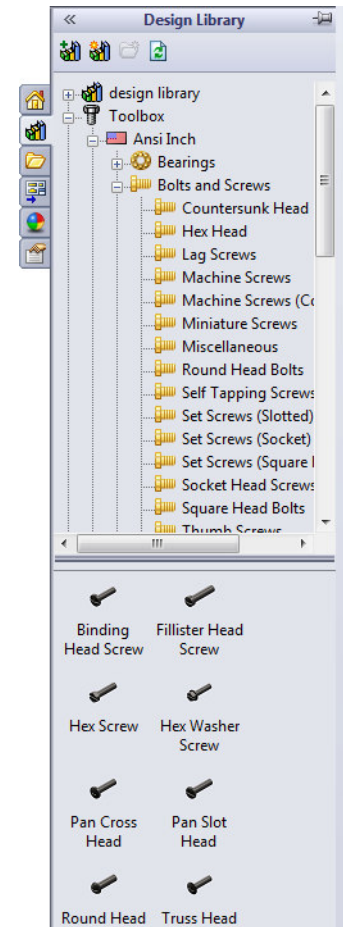 Design Library
design library
Toolbox
Ansi Inch
Bearings
Bolts and Screws
Countersunk Head
Hex Head
Lag Screws
Machine Screws
Machine Screws (Co
Miniature Screws
Miscellaneous
Round Head Bolts
Self Tapping Screws
Set Screws (Slotted)
Set Screws (Socket)
Set Screws (Square
Socket Head Screws
Square Head Bolts
Thumb Screws
Binding Fillister Head
Head Screw Screw
Hex Screw Hex Washer
Screw
Pan Cross Pan Slot
Head Head
Round Head Truss Head